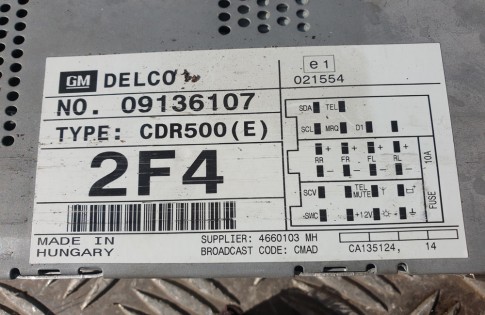 GM DELCO
e1
021554
NO. 09136107
TYPE: CDR500(E)
2F4
SDA TEL
SCL MRQ D1
+ + + +
RR FR FL RL
- - - -
10A
FUSE
SCV TEL MUTE
SWC +12V
MADE IN
HUNGARY
SUPPLIER: 4660103 MH
BROADCAST CODE: CMAD
CA135124, 14